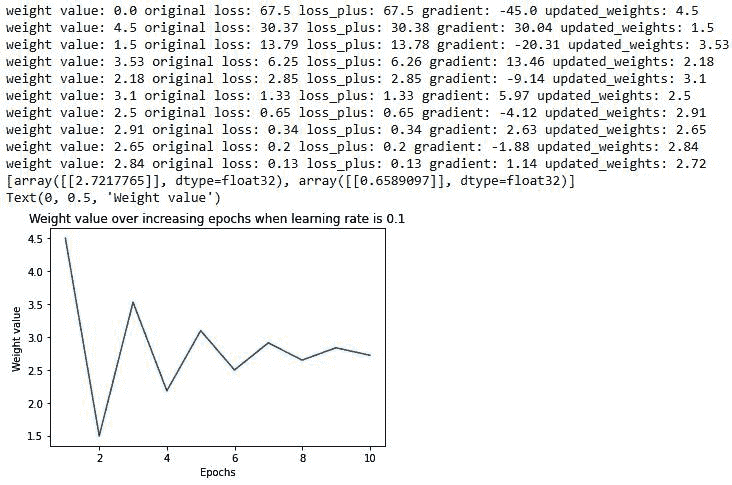 weight value: 0.0 original loss: 67.5 loss_plus: 67.5 gradient: -45.0 updated_weights: 4.5
weight value: 4.5 original loss: 30.37 loss_plus: 30.38 gradient: 30.04 updated_weights: 1.5
weight value: 1.5 original loss: 13.79 loss_plus: 13.78 gradient: -20.31 updated_weights: 3.53
weight value: 3.53 original loss: 6.25 loss_plus: 6.26 gradient: 13.46 updated_weights: 2.18
weight value: 2.18 original loss: 2.85 loss_plus: 2.85 gradient: -9.14 updated_weights: 3.1
weight value: 3.1 original loss: 1.33 loss_plus: 1.33 gradient: 5.97 updated_weights: 2.5
weight value: 2.5 original loss: 0.65 loss_plus: 0.65 gradient: -4.12 updated_weights: 2.91
weight value: 2.91 original loss: 0.34 loss_plus: 0.34 gradient: 2.63 updated_weights: 2.65
weight value: 2.65 original loss: 0.2 loss_plus: 0.2 gradient: -1.88 updated_weights: 2.84
weight value: 2.84 original loss: 0.13 loss_plus: 0.13 gradient: 1.14 updated_weights: 2.72
[array([[2.7217765]], dtype=float32), array([[0.6589097]], dtype=float32)]
Text(0, 0.5, 'Weight value')
Weight value over increasing epochs when learning rate is 0.1
4.5
4.0
3.5
3.0
2.5
2.0
1.5
Weight value
2 4 6 8 10
Epochs